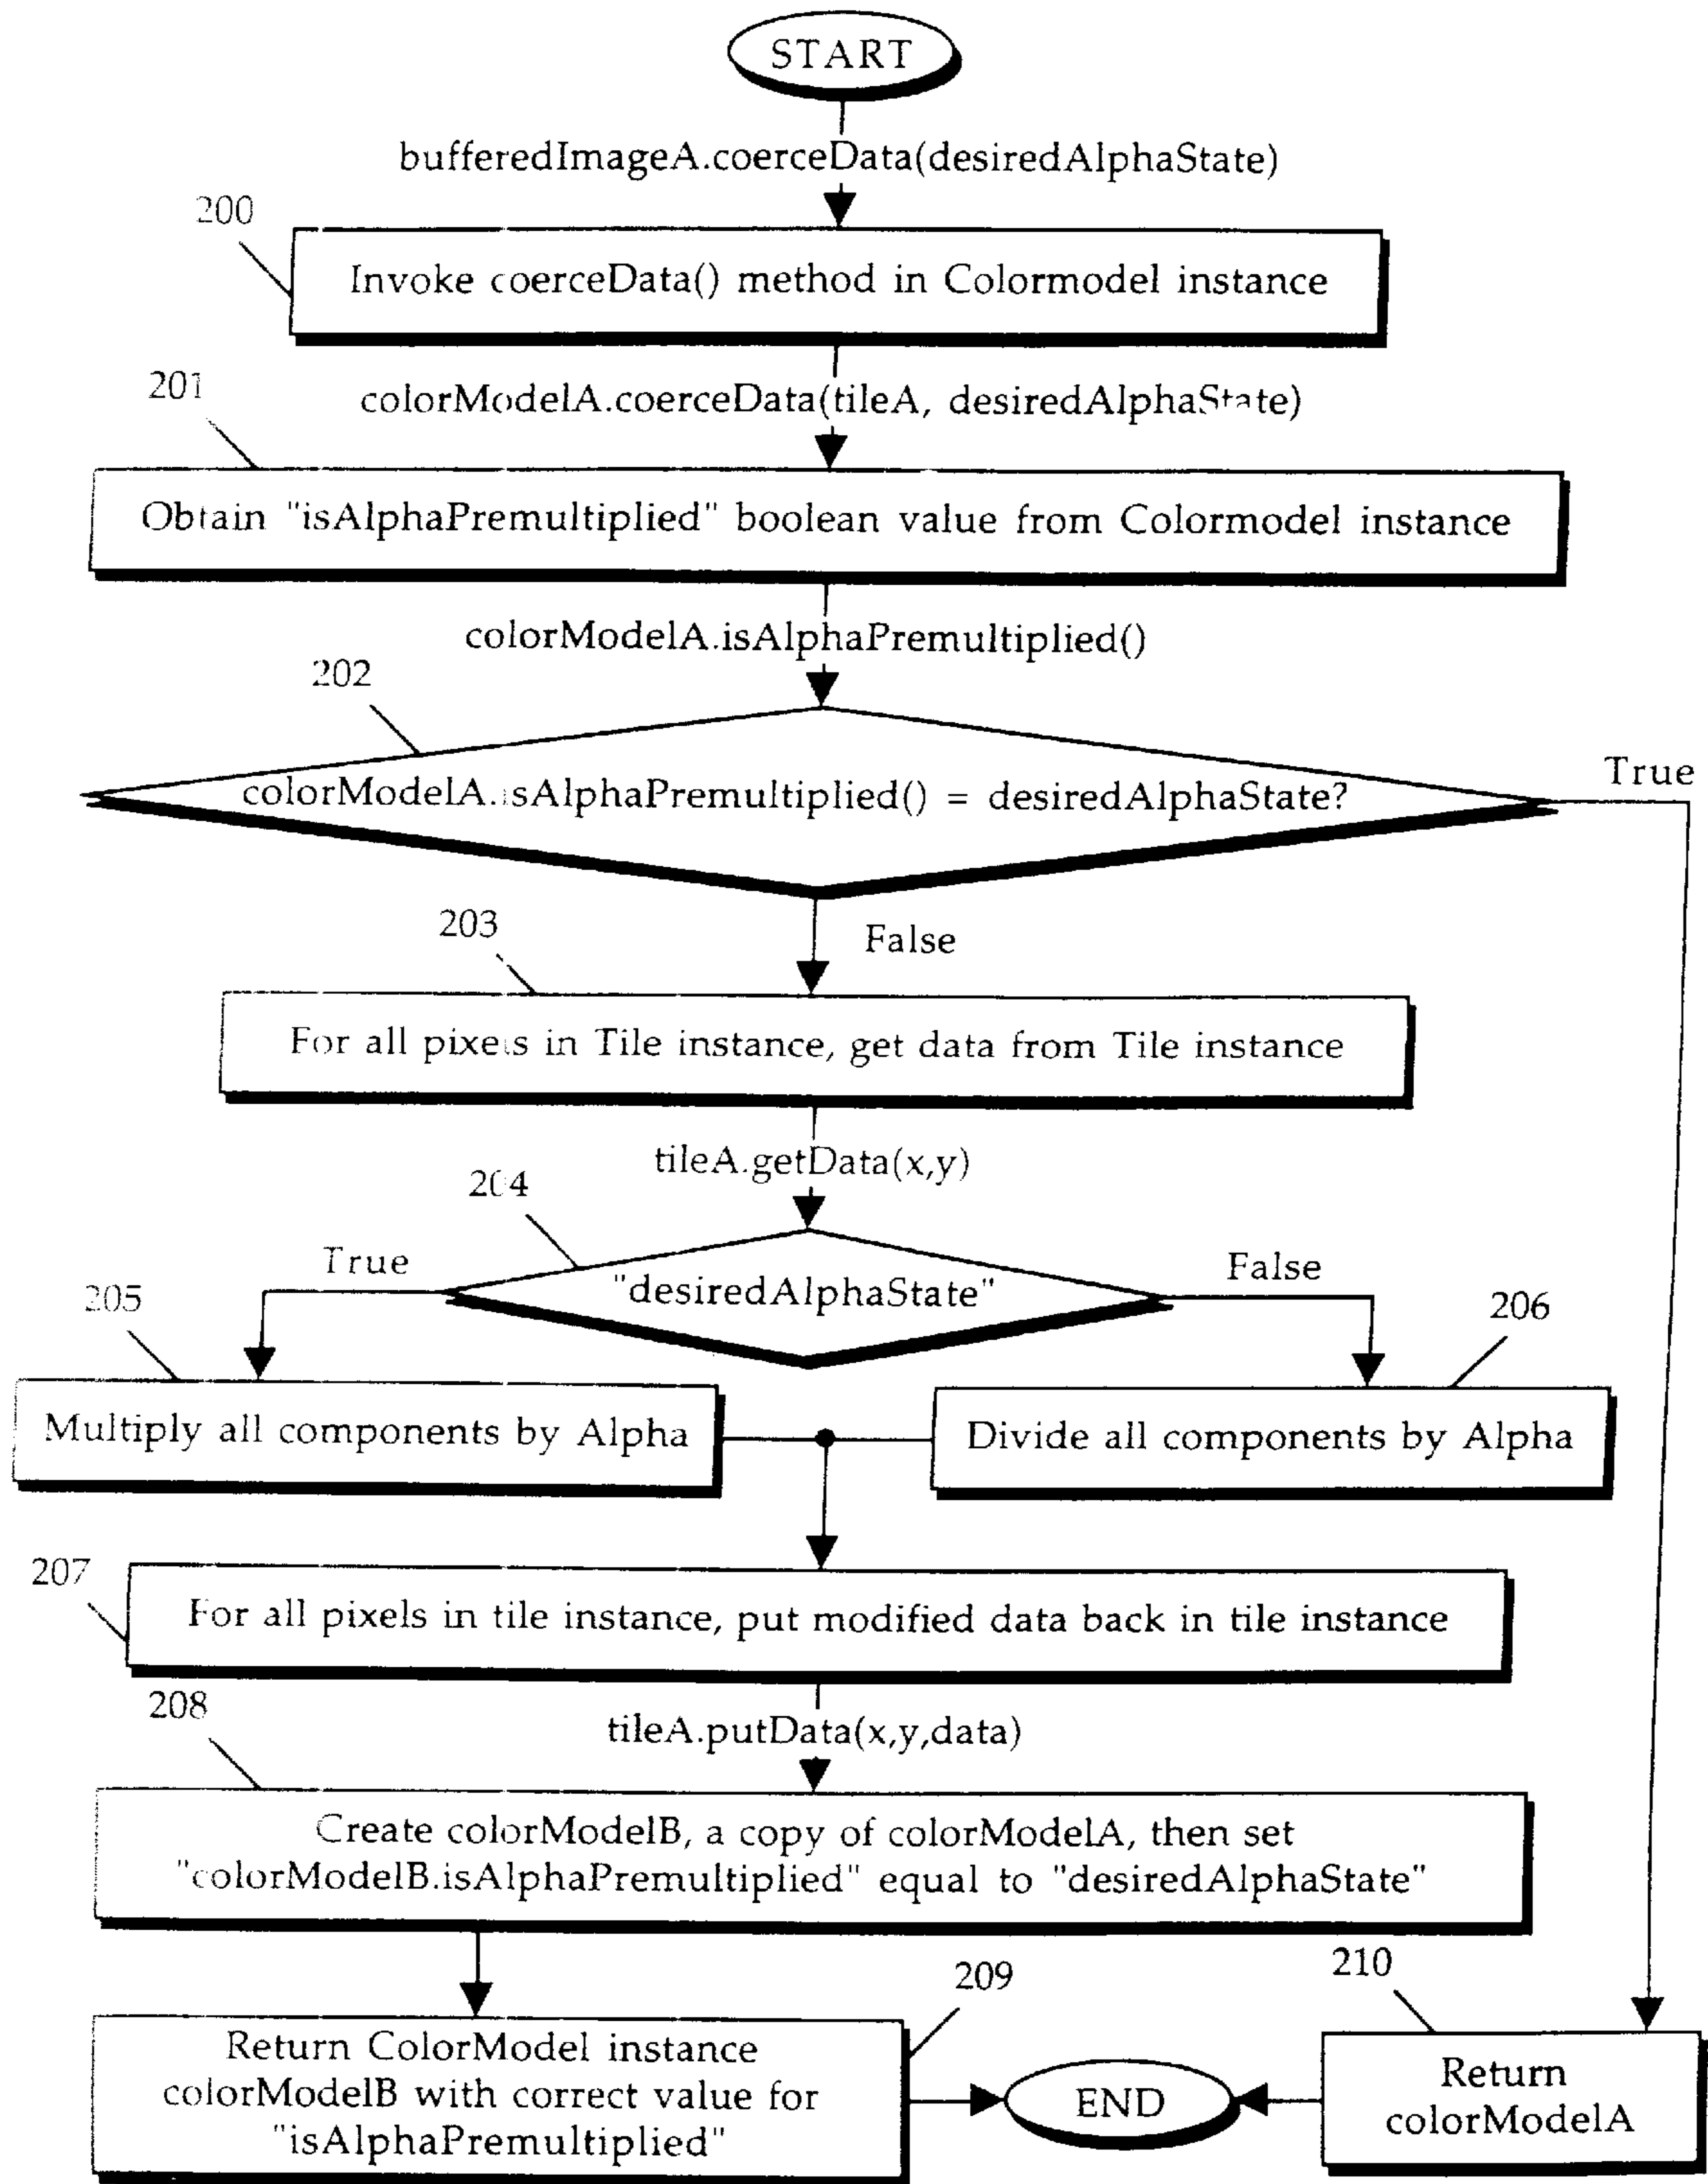 START
bufferedImageA.coerceData(desiredAlphaState)
200
Invoke coerceData() method in Colormodel instance
201
colorModelA.coerceData(tileA, desiredAlphaState)
Obtain "isAlphaPremultiplied" boolean value from Colormodel instance
colorModelA.isAlphaPremultiplied()
202
colorModelA.isAlphaPremultiplied() = desiredAlphaState?
True
203
False
For all pixels in Tile instance, get data from Tile instance
tileA.getData(x,y)
204
True
"desiredAlphaState"
False
205
206
Multiply all components by Alpha
Divide all components by Alpha
207
For all pixels in tile instance, put modified data back in tile instance
208
tileA.putData(x,y,data)
Create colorModelB, a copy of colorModelA, then set
"colorModelB.isAlphaPremultiplied" equal to "desiredAlphaState"
209
210
Return ColorModel instance
colorModelB with correct value for
"isAlphaPremultiplied"
END
Return
colorModelA